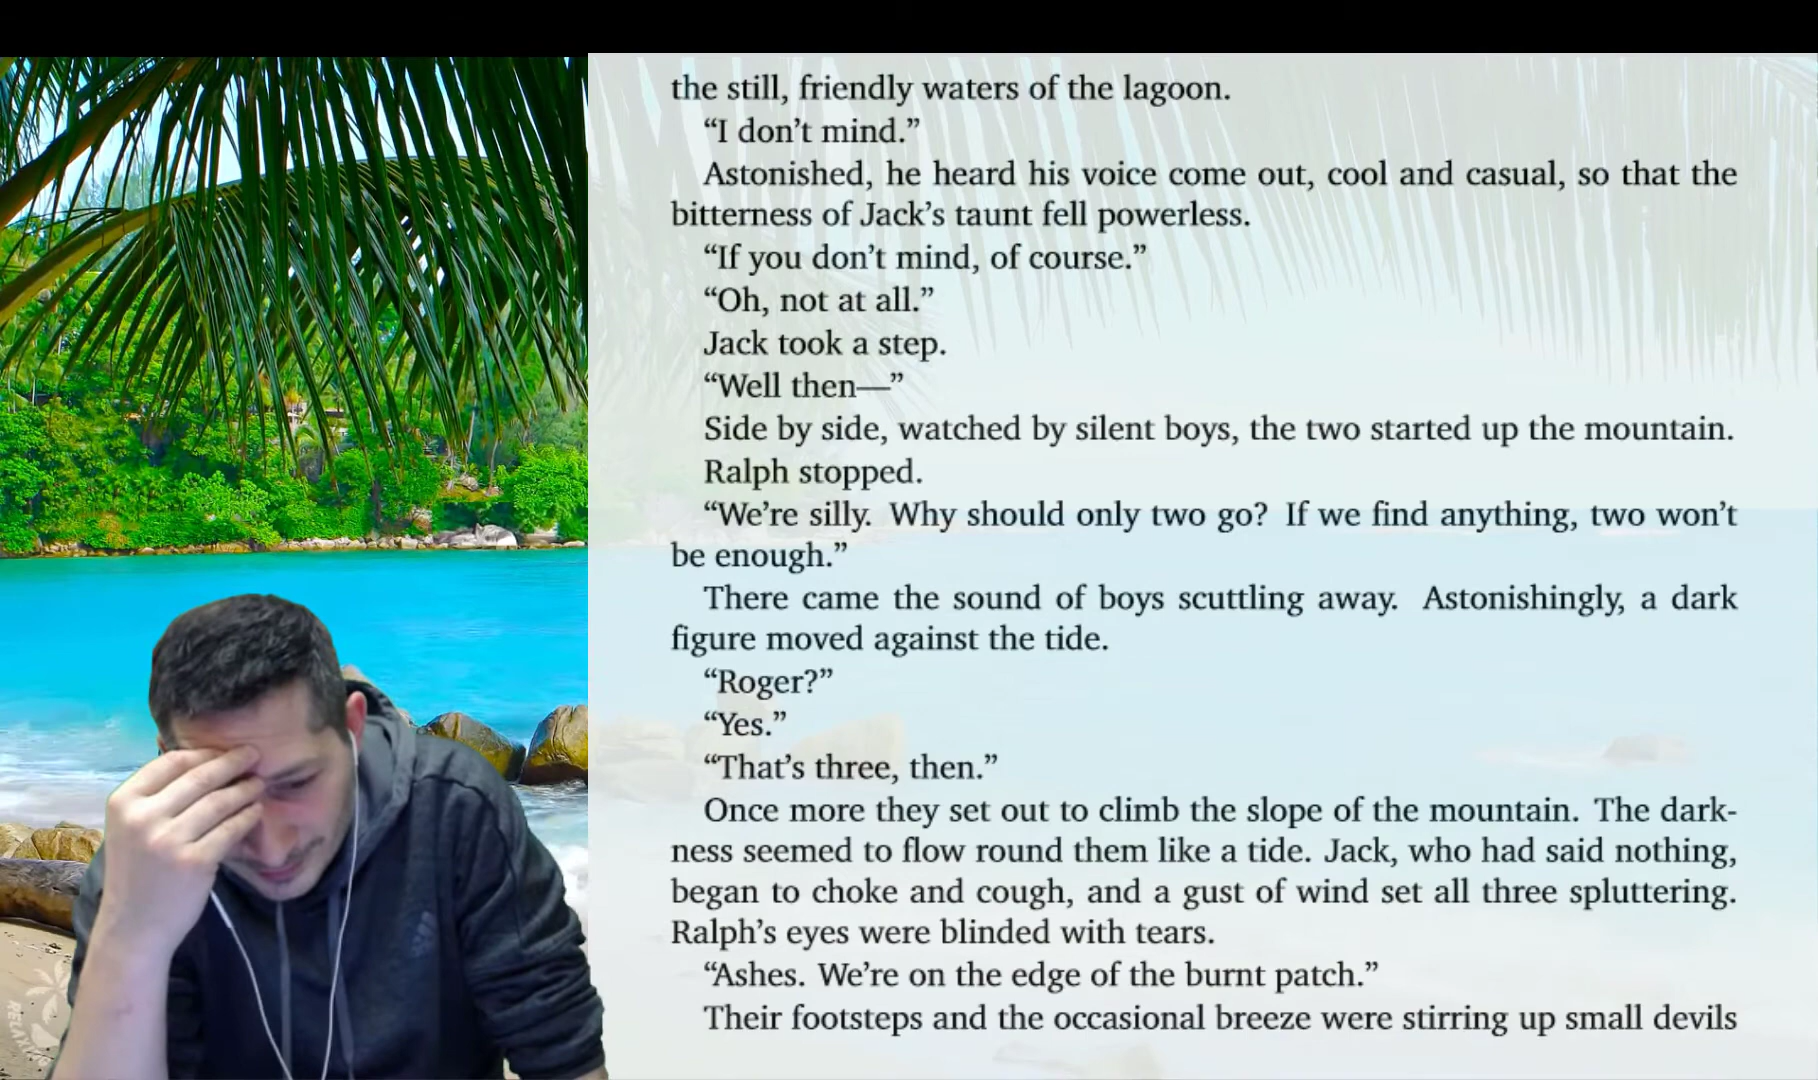 the still, friendly waters of the lagoon.
“I don’t mind.”
Astonished, he heard his voice come out, cool and casual, so that the
bitterness of Jack’s taunt fell powerless.
“If you don’t mind, of course.”
“Oh, not at all.”
Jack took a step.
“Well then—”
Side by side, watched by silent boys, the two started up the mountain.
Ralph stopped.
“We’re silly. Why should only two go? If we find anything, two won’t
be enough.”
There came the sound of boys scuttling away. Astonishingly, a dark
figure moved against the tide.
“Roger?”
“Yes.”
“That’s three, then.”
Once more they set out to climb the slope of the mountain. The dark-
ness seemed to flow round them like a tide. Jack, who had said nothing,
began to choke and cough, and a gust of wind set all three spluttering.
Ralph’s eyes were blinded with tears.
“Ashes. We’re on the edge of the burnt patch.”
Their footsteps and the occasional breeze were stirring up small devils